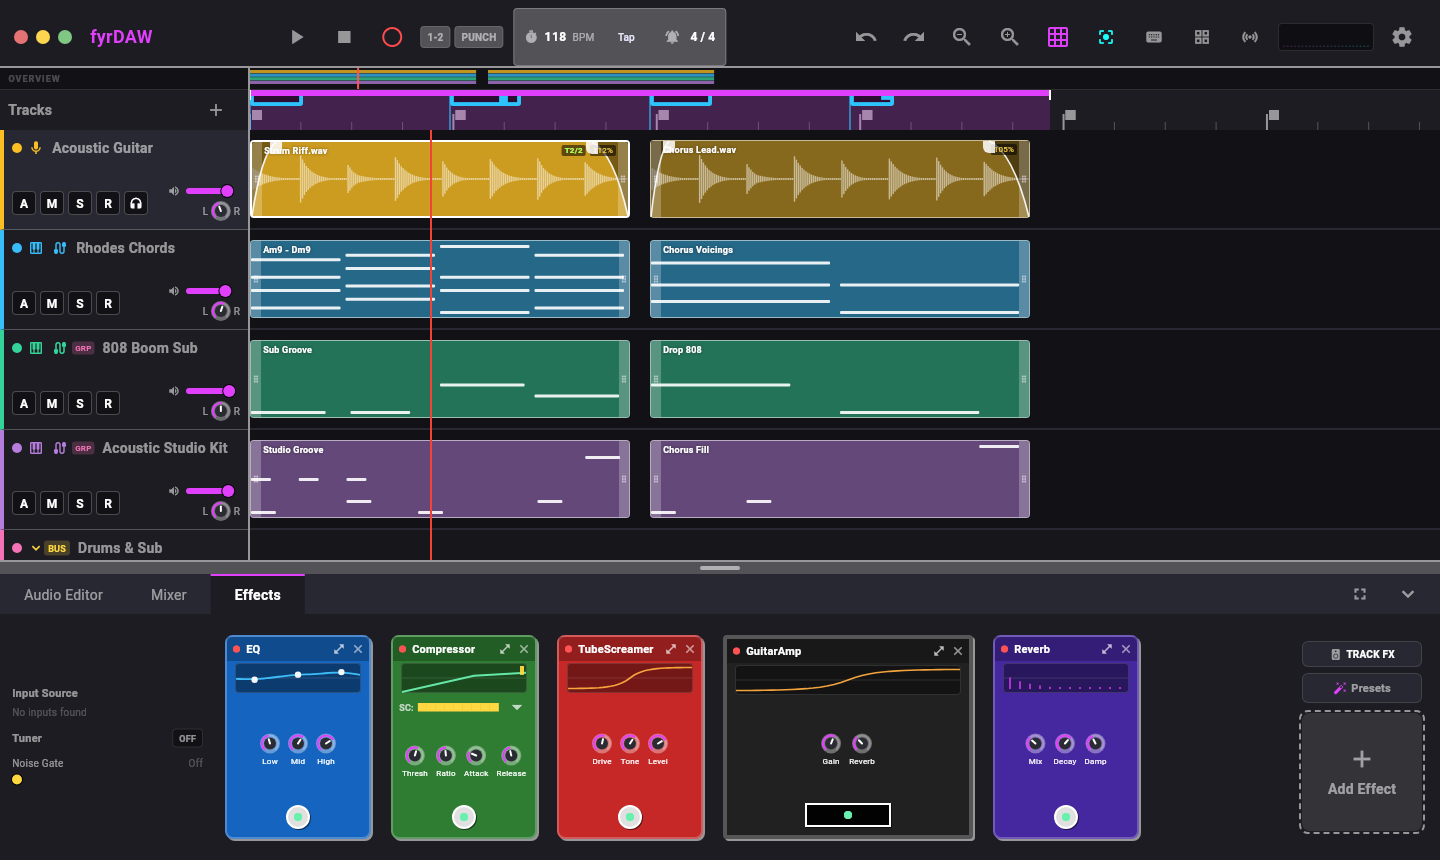 fyrDAW
1-2
PUNCH
118 BPM
Tap
4 / 4
OVERVIEW
Tracks
Acoustic Guitar
A M S R
L R
Strum Riff.wav
T2/2
Chorus Lead.wav
Rhodes Chords
A M S R
L R
Am9 - Dm9
Chorus Voicings
GRP
808 Boom Sub
A M S R
L R
Sub Groove
Drop 808
GRP
Acoustic Studio Kit
A M S R
L R
Studio Groove
Chorus Fill
BUS
Drums & Sub
Audio Editor
Mixer
Effects
Input Source
No inputs found
Tuner
OFF
Noise Gate
Off
EQ
Low Mid High
Compressor
SC:
Thresh Ratio Attack Release
TubeScreamer
Drive Tone Level
GuitarAmp
Gain Reverb
Reverb
Mix Decay Damp
TRACK FX
Presets
Add Effect